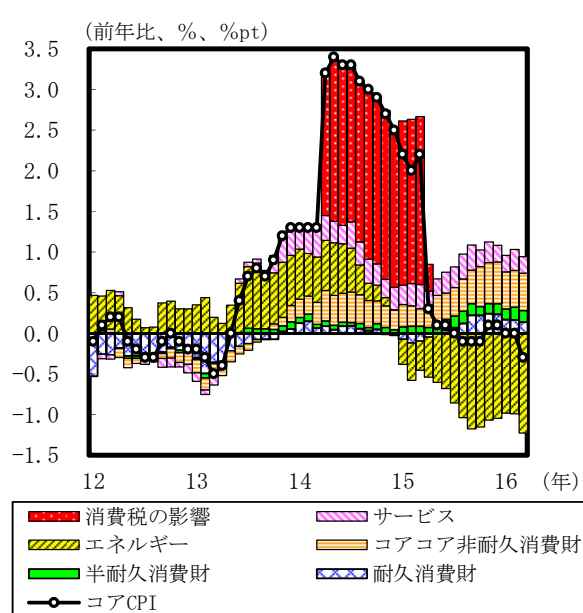 (前年比、%、%pt)
3.5
3.0
2.5
2.0
1.5
1.0
0.5
0.0
-0.5
-1.0
-1.5
12 13 14 15 16 (年)
消費税の影響 サービス
エネルギー コアコア非耐久消費財
半耐久消費財 耐久消費財
コアCPI